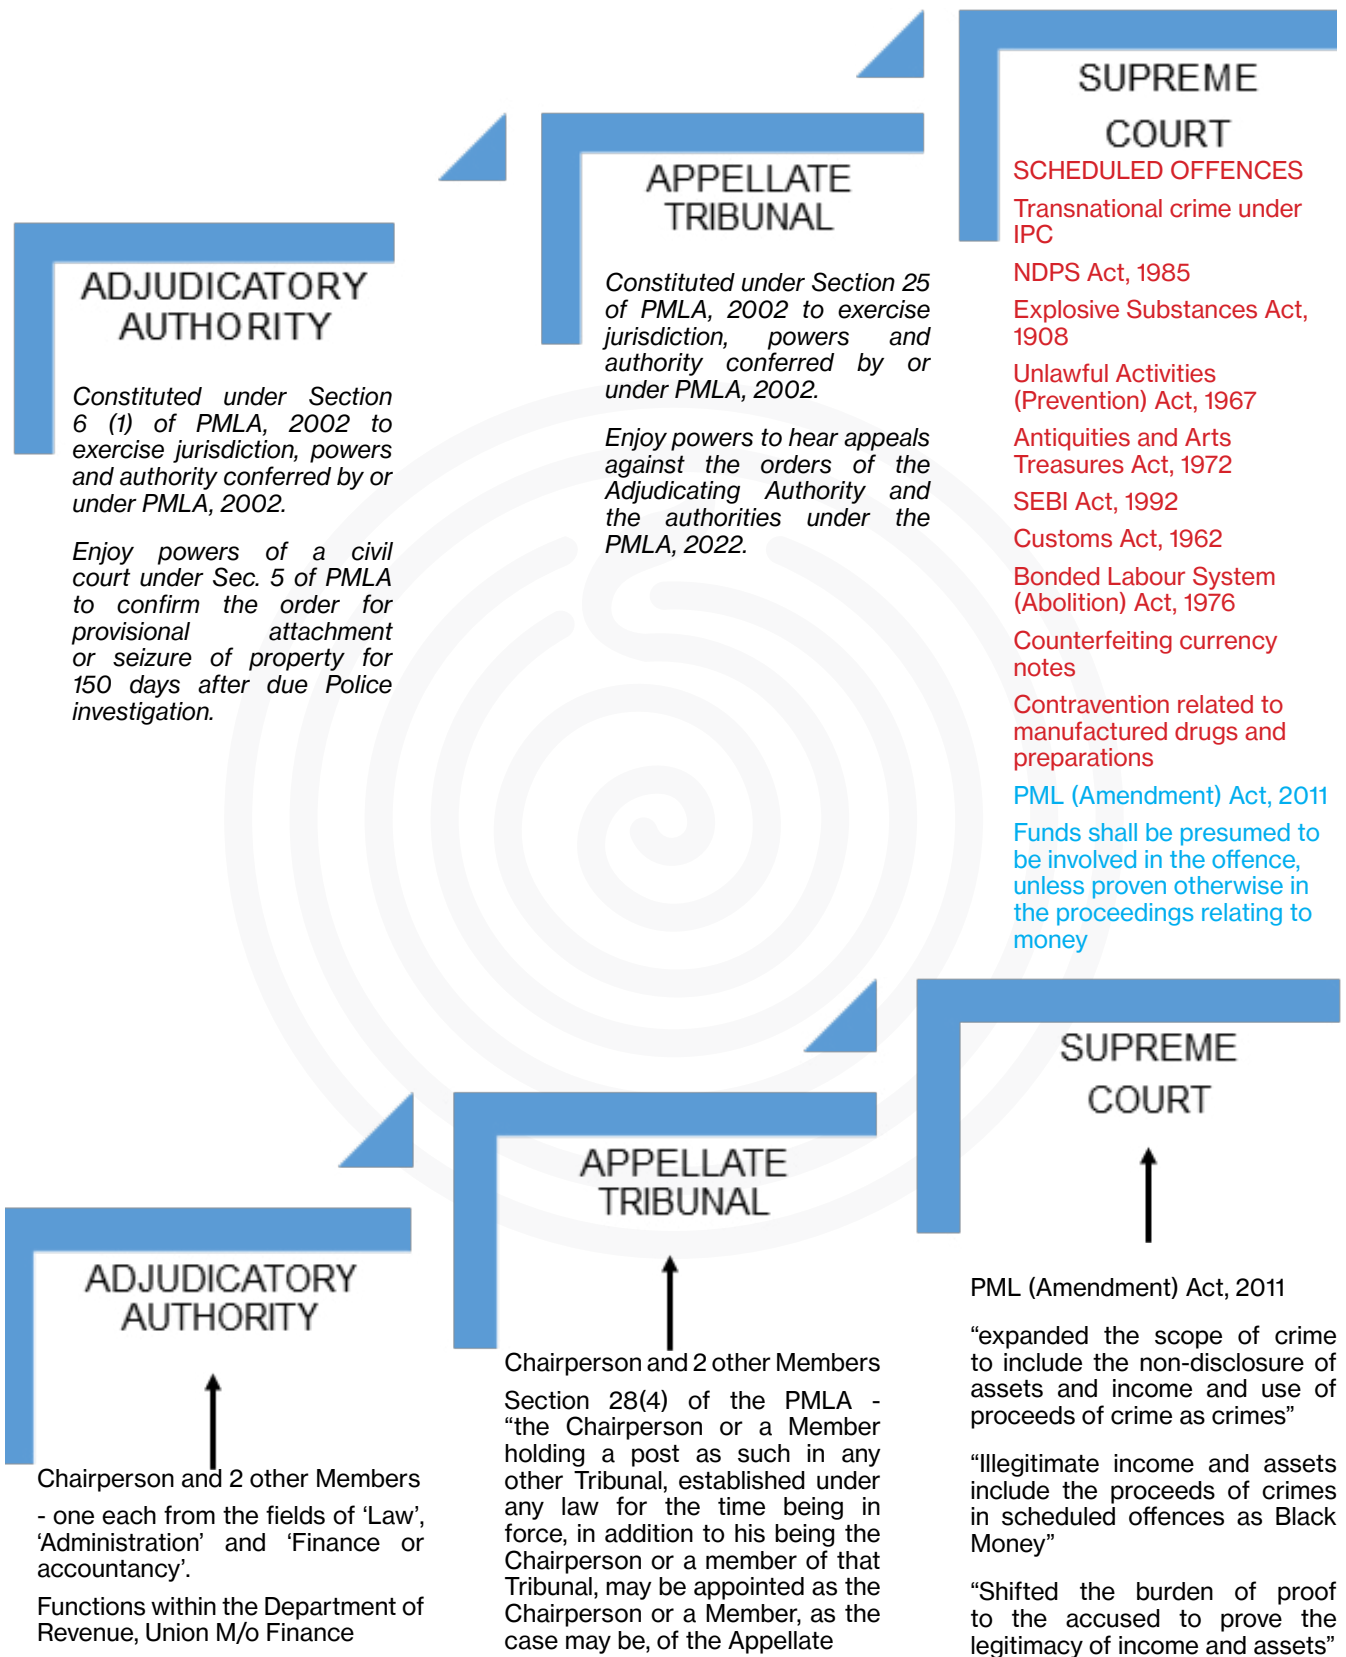 ADJUDICATORY
AUTHORITY
Constituted under Section
6 (1) of PMLA, 2002 to
exercise jurisdiction, powers
and authority conferred by or
under PMLA, 2002.
Enjoy powers of a civil
court under Sec. 5 of PMLA
to confirm the order for
provisional attachment
or seizure of property for
150 days after due Police
investigation.
APPELLATE
TRIBUNAL
Constituted under Section 25
of PMLA, 2002 to exercise
jurisdiction, powers and
authority conferred by or
under PMLA, 2002.
Enjoy powers to hear appeals
against the orders of the
Adjudicating Authority and
the authorities under the
PMLA, 2022.
SUPREME
COURT
SCHEDULED OFFENCES
Transnational crime under
IPC
NDPS Act, 1985
Explosive Substances Act,
1908
Unlawful Activities
(Prevention) Act, 1967
Antiquities and Arts
Treasures Act, 1972
SEBI Act, 1992
Customs Act, 1962
Bonded Labour System
(Abolition) Act, 1976
Counterfeiting currency
notes
Contravention related to
manufactured drugs and
preparations
PML (Amendment) Act, 2011
Funds shall be presumed to
be involved in the offence,
unless proven otherwise in
the proceedings relating to
money
ADJUDICATORY
AUTHORITY
Chairperson and 2 other Members
- one each from the fields of ‘Law’,
‘Administration’ and ‘Finance or
accountancy’.
Functions within the Department of
Revenue, Union M/o Finance
APPELLATE
TRIBUNAL
Chairperson and 2 other Members
Section 28(4) of the PMLA -
“the Chairperson or a Member
holding a post as such in any
other Tribunal, established under
any law for the time being in
force, in addition to his being the
Chairperson or a member of that
Tribunal, may be appointed as the
Chairperson or a Member, as the
case may be, of the Appellate
SUPREME
COURT
PML (Amendment) Act, 2011
“expanded the scope of crime
to include the non-disclosure of
assets and income and use of
proceeds of crime as crimes”
“Illegitimate income and assets
include the proceeds of crimes
in scheduled offences as Black
Money”
“Shifted the burden of proof
to the accused to prove the
legitimacy of income and assets”